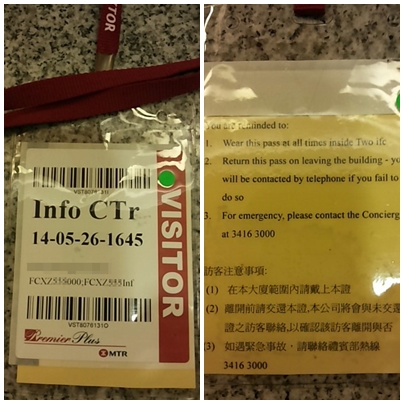 TOR
VST8076131O
Info CTr
14-05-26-1645
FCXZ555000;FCXZ555Inf
VST8076131O
Premier Plus
MTR
VISITOR
You are reminded to:
1. Wear this pass at all times inside Two ifc
2. Return this pass on leaving the building - yo
will be contacted by telephone if you fail to
do so
3. For emergency, please contact the Concierg
at 3416 3000
訪客注意事項:
(1) 在本大廈範圍內請戴上本證
(2) 離開前請交還本證,本公司將會與未交還
證之訪客聯絡,以確認該訪客離開與否
(3) 如遇緊急事故、請聯絡禮賓部熱線
3416 3000